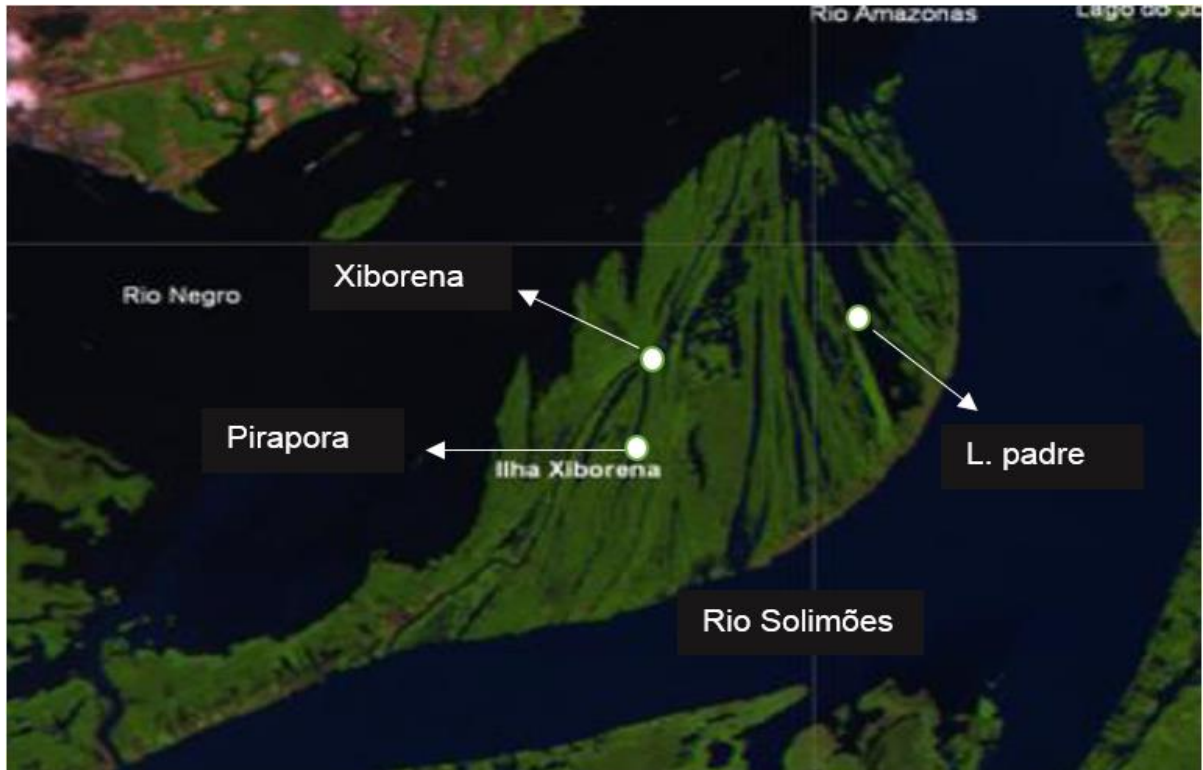 Rio Amazonas
Xiborena
Rio Negro
Pirapora
Ilha Xiborena
L. padre
Rio Solimões